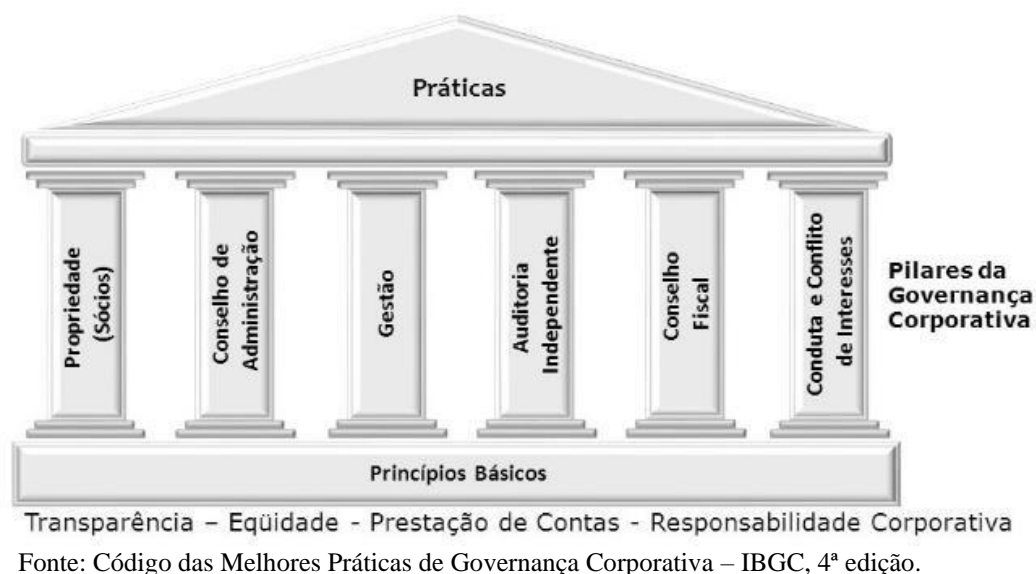 Práticas
Propriedade
(Sócios)
Conselho de
Administração
Gestão
Auditoria
Independente
Conselho
Fiscal
Conduta e Conflito
de Interesses
Pilares da
Governança
Corporativa
Princípios Básicos
Transparência – Eqüidade - Prestação de Contas - Responsabilidade Corporativa
Fonte: Código das Melhores Práticas de Governança Corporativa – IBGC, 4ª edição.